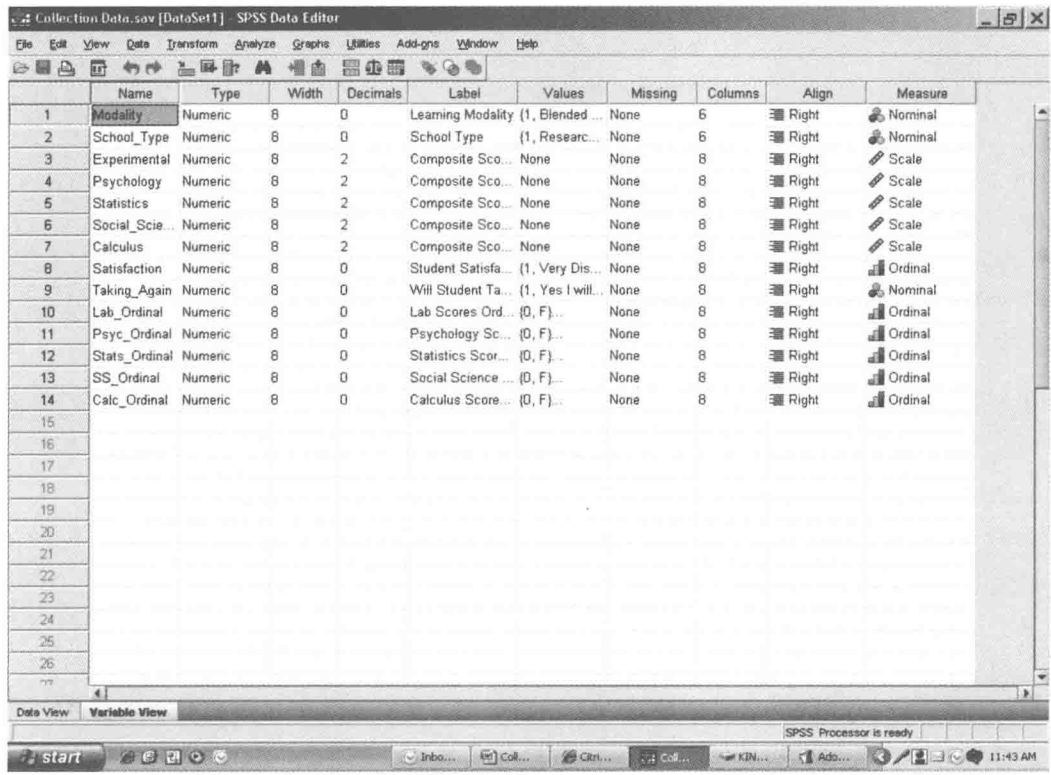 Collection Data.sav [DataSet1] - SPSS Data Editor
File Edit View Data Transform Analyze Graphs Utilities Add-ons Window Help
Name Type Width Decimals Label Values Missing Columns Align Measure
1 Modality Numeric 8 0 Learning Modality {1, Blended ... None 6 Right Nominal
2 School_Type Numeric 8 0 School Type {1, Researc... None 6 Right Nominal
3 Experimental Numeric 8 2 Composite Sco... None None 8 Right Scale
4 Psychology Numeric 8 2 Composite Sco... None None 8 Right Scale
5 Statistics Numeric 8 2 Composite Sco... None None 8 Right Scale
6 Social_Scie... Numeric 8 2 Composite Sco... None None 8 Right Scale
7 Calculus Numeric 8 2 Composite Sco... None None 8 Right Scale
8 Satisfaction Numeric 8 0 Student Satisfa... {1, Very Dis... None 8 Right Ordinal
9 Taking_Again Numeric 8 0 Will Student Ta... {1, Yes I will... None 8 Right Nominal
10 Lab_Ordinal Numeric 8 0 Lab Scores Ord... {0, F}... None 8 Right Ordinal
11 Psyc_Ordinal Numeric 8 0 Psychology Sc... {0, F}... None 8 Right Ordinal
12 Stats_Ordinal Numeric 8 0 Statistics Scor... {0, F}... None 8 Right Ordinal
13 SS_Ordinal Numeric 8 0 Social Science ... {0, F}... None 8 Right Ordinal
14 Calc_Ordinal Numeric 8 0 Calculus Score... {0, F}... None 8 Right Ordinal
15
16
17
18
19
20
21
22
23
24
25
26
27
Data View Variable View
SPSS Processor is ready
start Inbo... Coll... Citri... Coll... KIN... Ado... 11:43 AM